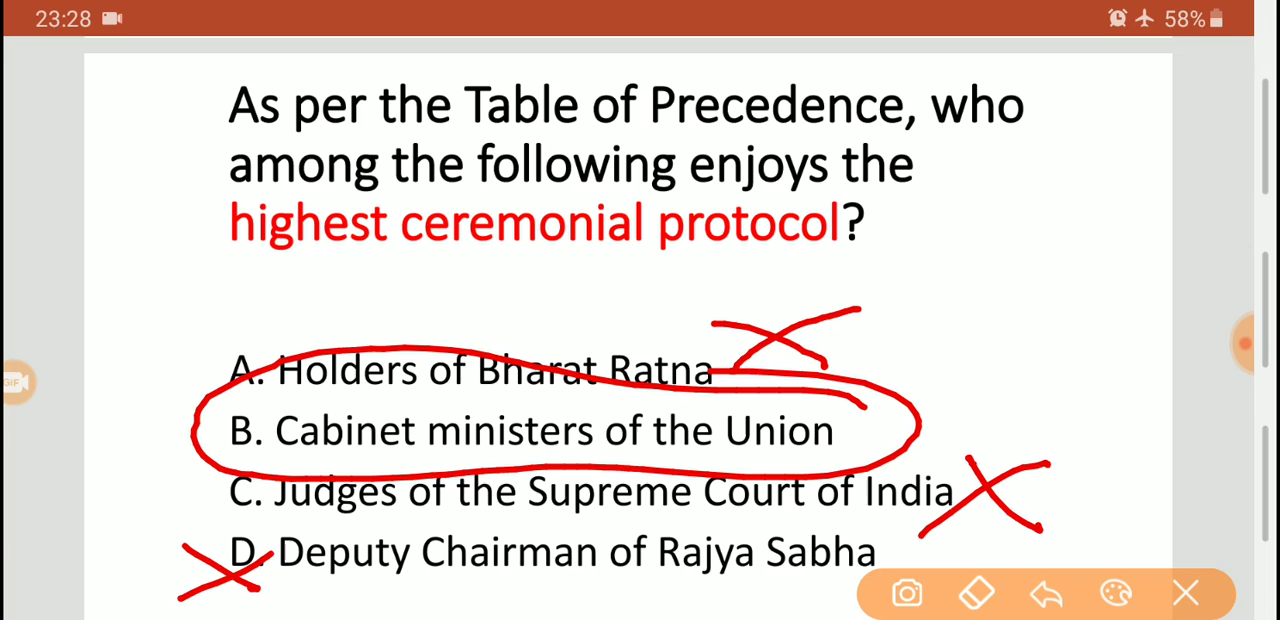 23:28
58%
As per the Table of Precedence, who
among the following enjoys the
highest ceremonial protocol?
A. Holders of Bharat Ratna
B. Cabinet ministers of the Union
C. Judges of the Supreme Court of India
D. Deputy Chairman of Rajya Sabha
GIF